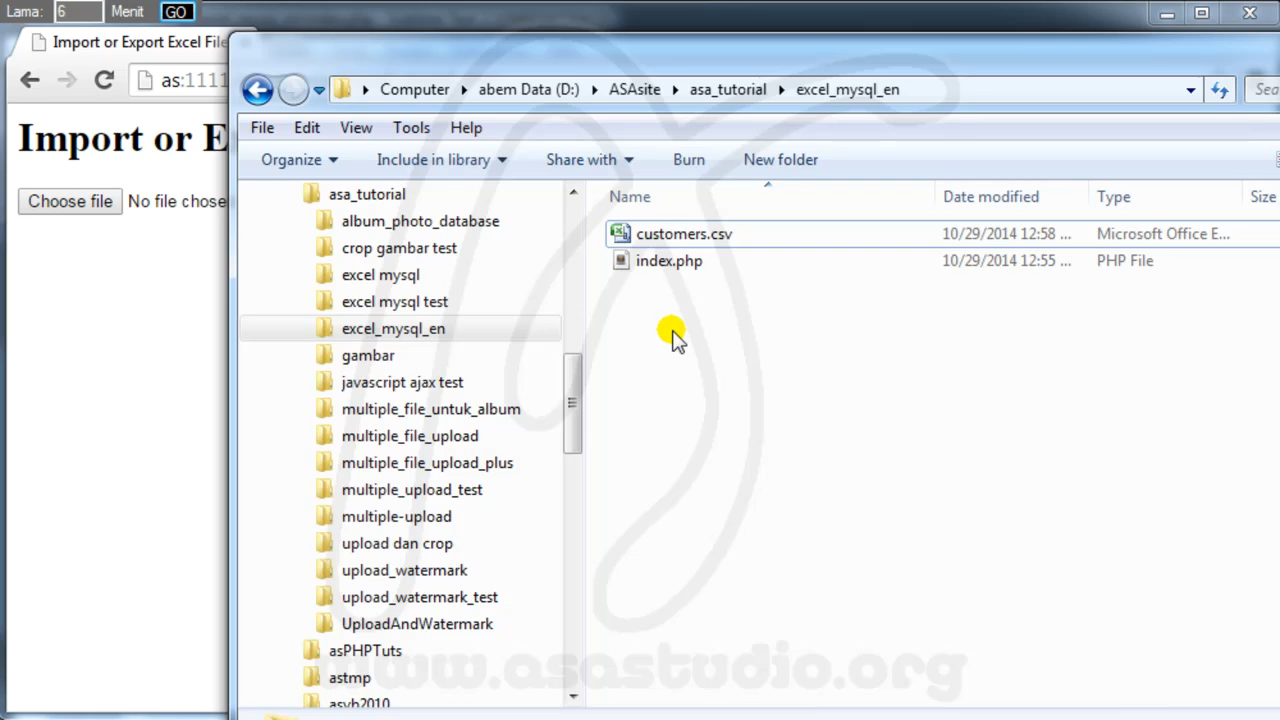 Lama: 6 Menit GO
Import or Export Excel File
as:1111
Computer abem Data (D:) ASAsite asa_tutorial excel_mysql_en
Sea
File Edit View Tools Help
Organize Include in library Share with Burn New folder
Import or E
Choose file No file chose
Name Date modified Type Size
customers.csv 10/29/2014 12:58 ... Microsoft Office E...
index.php 10/29/2014 12:55 ... PHP File
asa_tutorial
album_photo_database
crop gambar test
excel mysql
excel mysql test
excel_mysql_en
gambar
javascript ajax test
multiple_file_untuk_album
multiple_file_upload
multiple_file_upload_plus
multiple_upload_test
multiple-upload
upload dan crop
upload_watermark
upload_watermark_test
UploadAndWatermark
asPHPTuts
astmp
asvb2010
www.asastudio.org